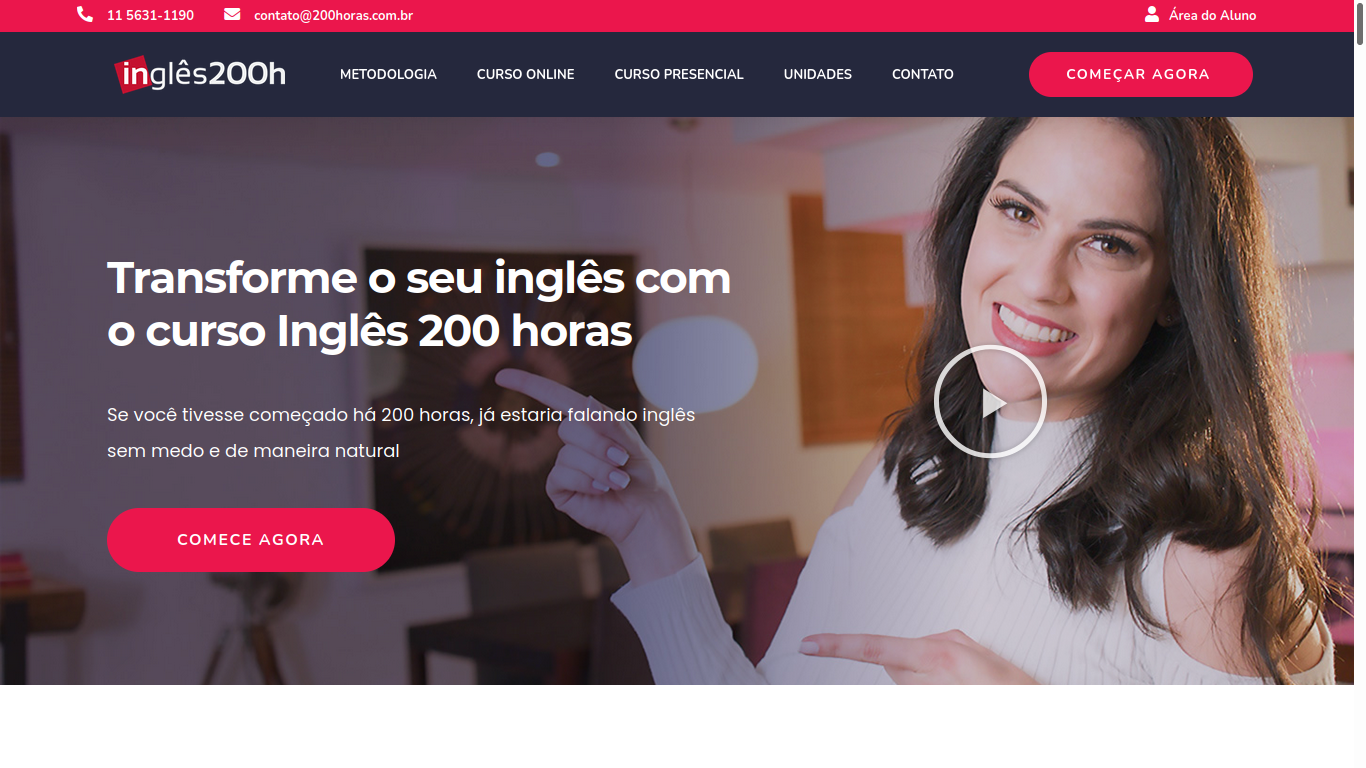 11 5631-1190
contato@200horas.com.br
Área do Aluno
inglês200h
METODOLOGIA
CURSO ONLINE
CURSO PRESENCIAL
UNIDADES
CONTATO
COMEÇAR AGORA
Transforme o seu inglês com
o curso Inglês 200 horas
Se você tivesse começado há 200 horas, já estaria falando inglês
sem medo e de maneira natural
COMECE AGORA